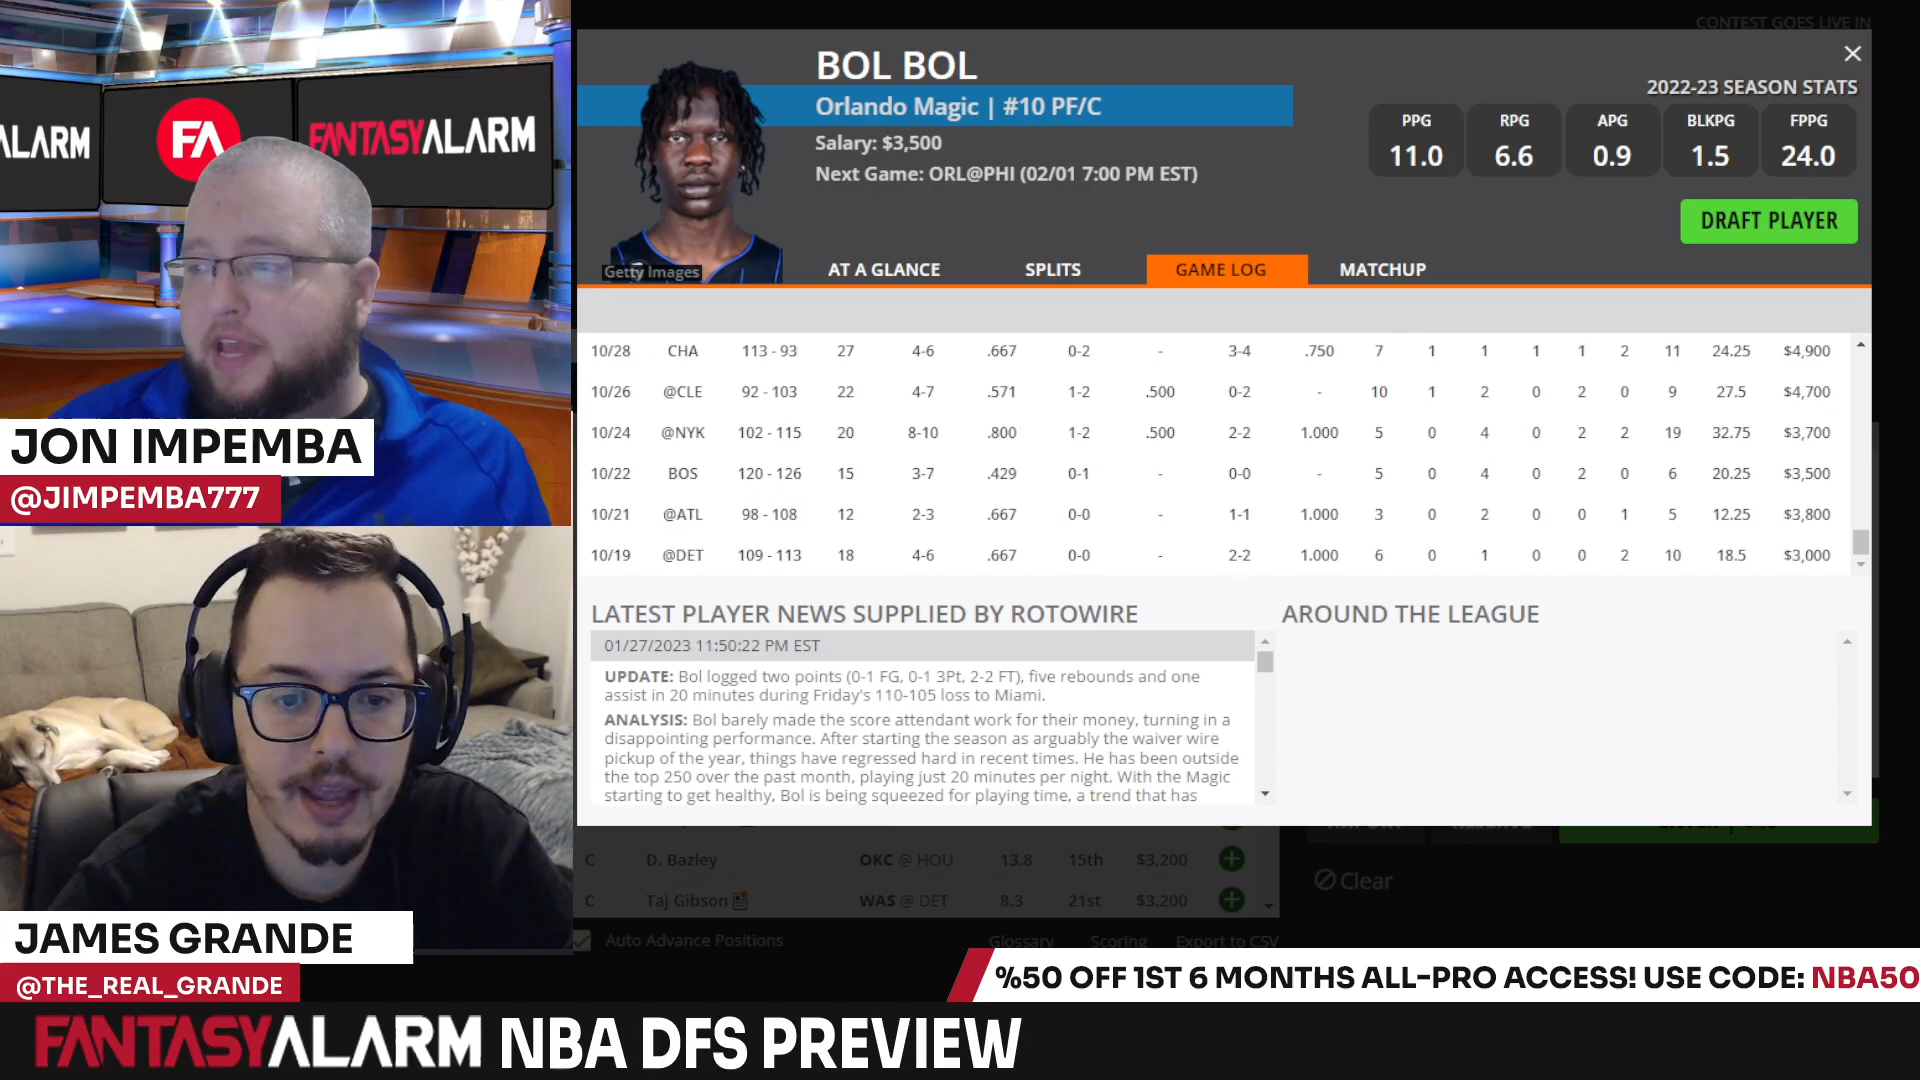 CONTEST GOES LIVE IN
ALARM
FA
FANTASYALARM
BOL BOL
Orlando Magic | #10 PF/C
Salary: $3,500
Next Game: ORL@PHI (02/01 7:00 PM EST)
Getty Images
2022-23 SEASON STATS
PPG RPG APG BLKPG FPPG
11.0 6.6 0.9 1.5 24.0
DRAFT PLAYER
AT A GLANCE SPLITS GAME LOG MATCHUP
10/28 CHA 113 - 93 27 4-6 .667 0-2 - 3-4 .750 7 1 1 1 1 2 11 24.25 $4,900
10/26 @CLE 92 - 103 22 4-7 .571 1-2 .500 0-2 - 10 1 2 0 2 0 9 27.5 $4,700
10/24 @NYK 102 - 115 20 8-10 .800 1-2 .500 2-2 1.000 5 0 4 0 2 2 19 32.75 $3,700
10/22 BOS 120 - 126 15 3-7 .429 0-1 - 0-0 - 5 0 4 0 2 0 6 20.25 $3,500
10/21 @ATL 98 - 108 12 2-3 .667 0-0 - 1-1 1.000 3 0 2 0 0 1 5 12.25 $3,800
10/19 @DET 109 - 113 18 4-6 .667 0-0 - 2-2 1.000 6 0 1 0 0 2 10 18.5 $3,000
LATEST PLAYER NEWS SUPPLIED BY ROTOWIRE
01/27/2023 11:50:22 PM EST
UPDATE: Bol logged two points (0-1 FG, 0-1 3Pt, 2-2 FT), five rebounds and one
assist in 20 minutes during Friday's 110-105 loss to Miami.
ANALYSIS: Bol barely made the score attendant work for their money, turning in a
disappointing performance. After starting the season as arguably the waiver wire
pickup of the year, things have regressed hard in recent times. He has been outside
the top 250 over the past month, playing just 20 minutes per night. With the Magic
starting to get healthy, Bol is being squeezed for playing time, a trend that has
AROUND THE LEAGUE
C D. Bazley OKC @ HOU 13.8 15th $3,200
C Taj Gibson WAS @ DET 8.3 21st $3,200
Clear
Auto Advance Positions
Glossary Scoring Export to CSV
JON IMPEMBA
@JIMPEMBA777
JAMES GRANDE
@THE_REAL_GRANDE
%50 OFF 1ST 6 MONTHS ALL-PRO ACCESS! USE CODE: NBA50
FANTASYALARM NBA DFS PREVIEW